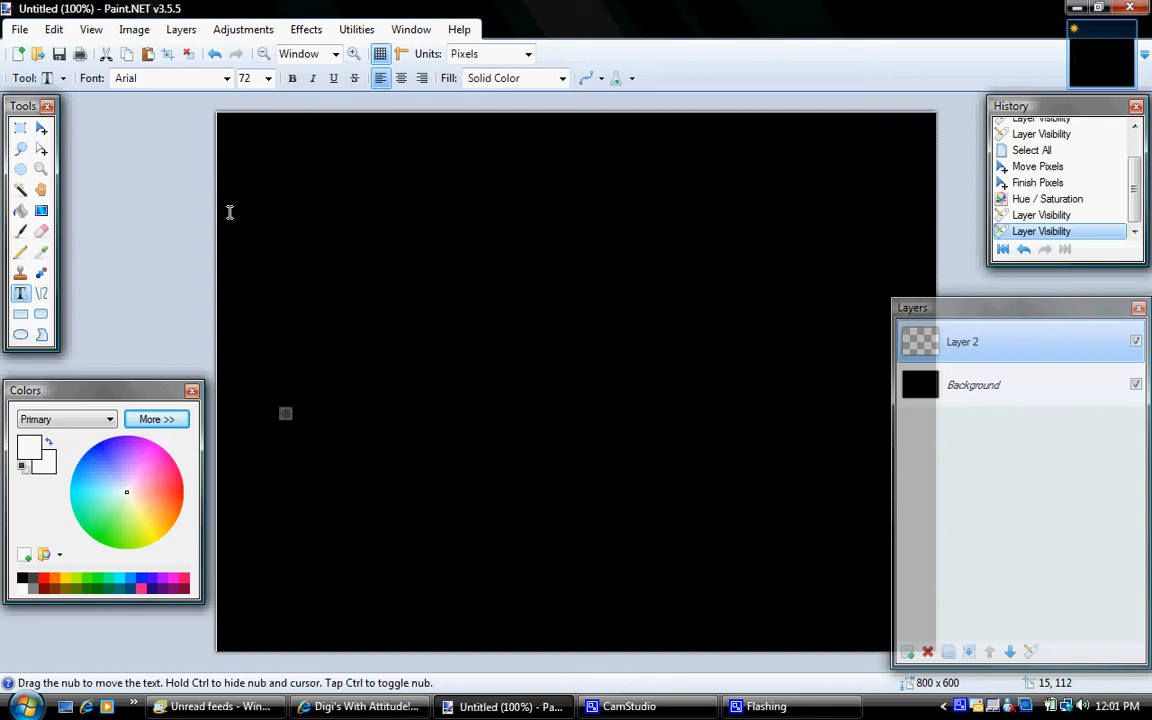 Untitled (100%) - Paint.NET v3.5.5
File Edit View Image Layers Adjustments Effects Utilities Window Help
Window Units: Pixels
Tool: T Font: Arial 72 B I U S Fill: Solid Color
Tools
History
Layer Visibility
Layer Visibility
Select All
Move Pixels
Finish Pixels
Hue / Saturation
Layer Visibility
Layer Visibility
Layers
Layer 2
Background
Colors
Primary More >>
Drag the nub to move the text. Hold Ctrl to hide nub and cursor. Tap Ctrl to toggle nub. 800 x 600 15, 112
Unread feeds - Win... Digi's With Attitude!... Untitled (100%) - Pa... CamStudio Flashing 12:01 PM